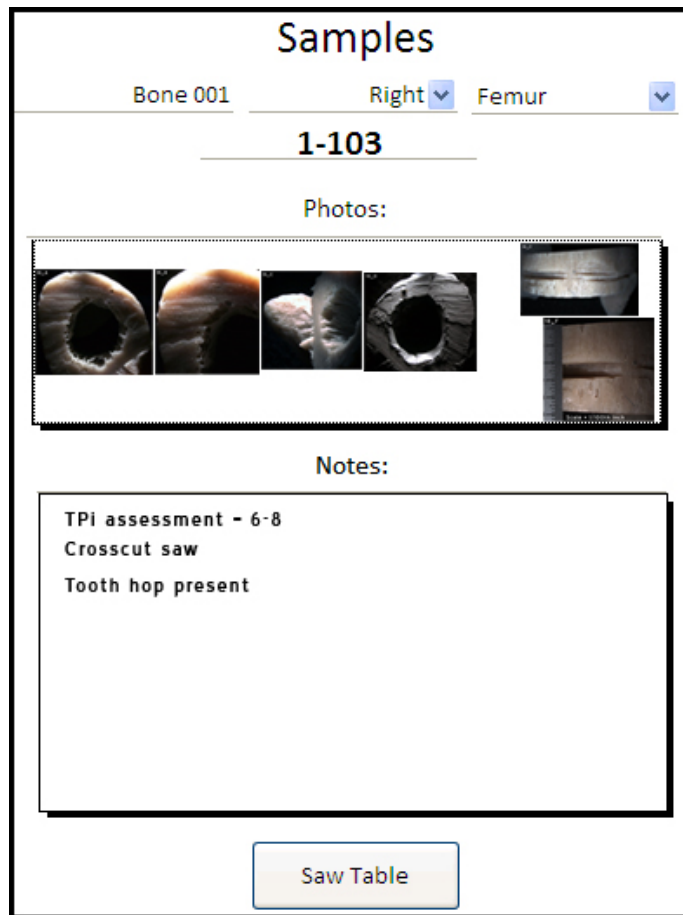 Samples
Bone 001 Right Femur
1-103
Photos:
Notes:
TPi assessment - 6-8
Crosscut saw
Tooth hop present
Saw Table